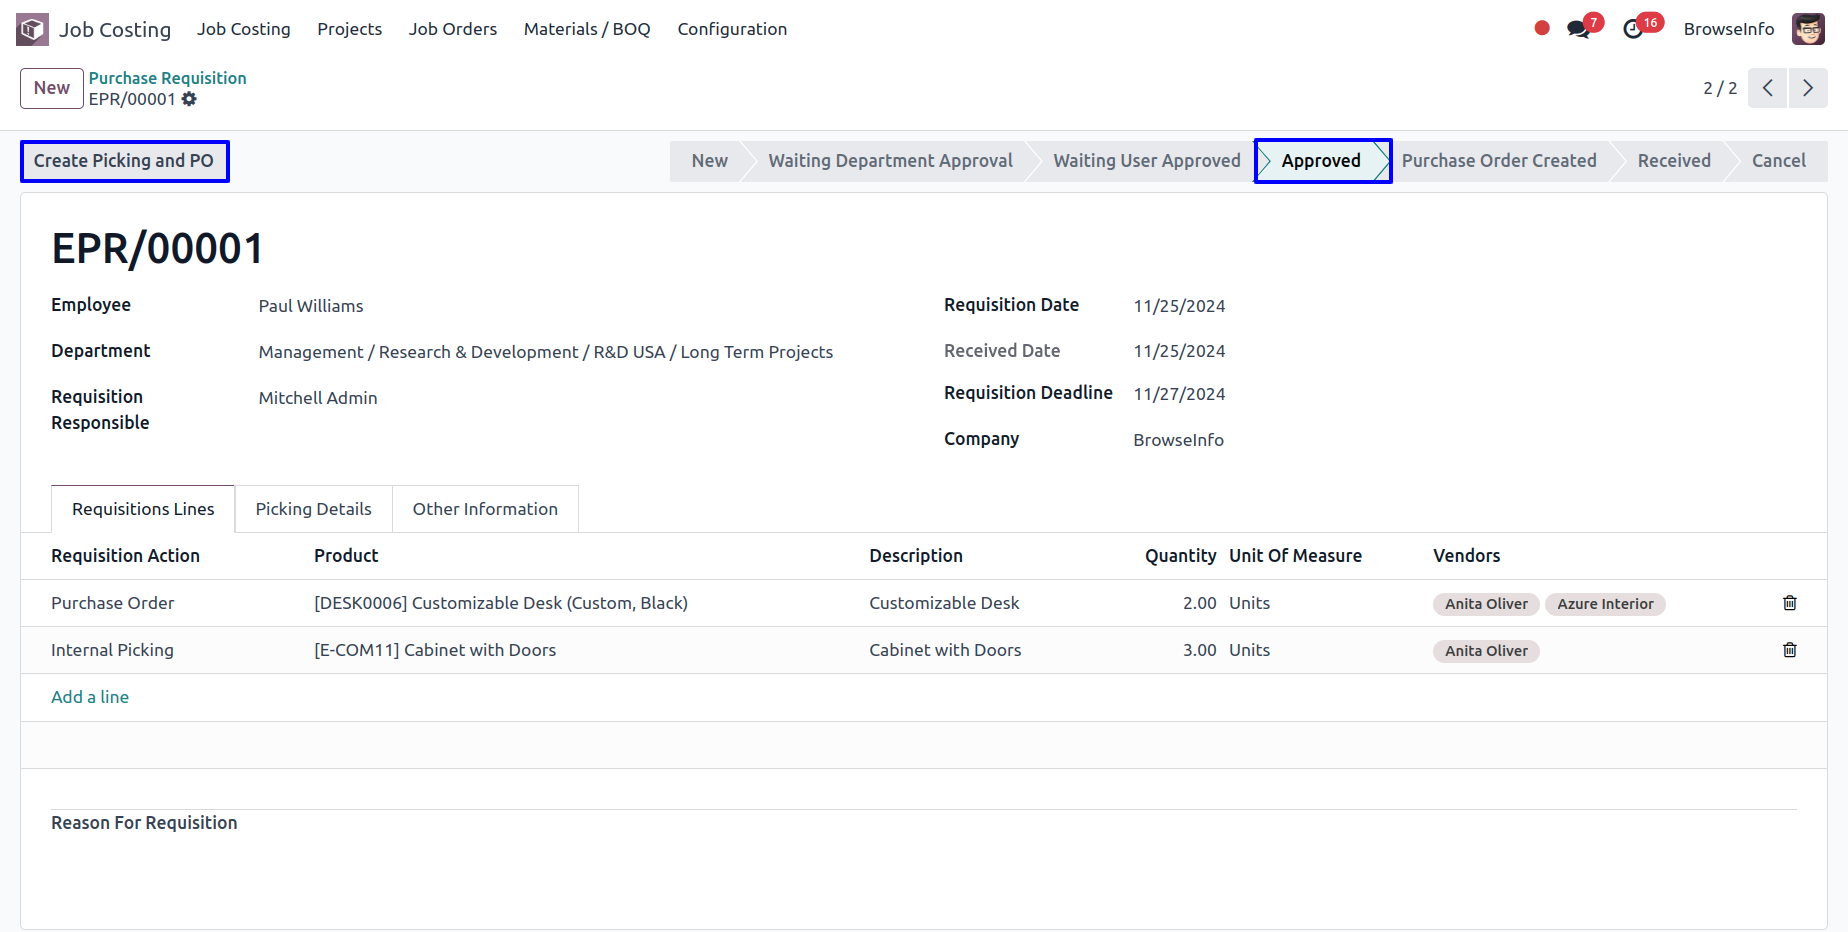 Job Costing Job Costing Projects Job Orders Materials / BOQ Configuration 7 16 BrowseInfo
New Purchase Requisition
EPR/00001 2 / 2
Create Picking and PO New Waiting Department Approval Waiting User Approved Approved Purchase Order Created Received Cancel
EPR/00001
Employee Paul Williams Requisition Date 11/25/2024
Department Management / Research & Development / R&D USA / Long Term Projects Received Date 11/25/2024
Requisition Responsible Mitchell Admin Requisition Deadline 11/27/2024
Company BrowseInfo
Requisitions Lines Picking Details Other Information
Requisition Action Product Description Quantity Unit Of Measure Vendors
Purchase Order [DESK0006] Customizable Desk (Custom, Black) Customizable Desk 2.00 Units Anita Oliver Azure Interior
Internal Picking [E-COM11] Cabinet with Doors Cabinet with Doors 3.00 Units Anita Oliver
Add a line
Reason For Requisition